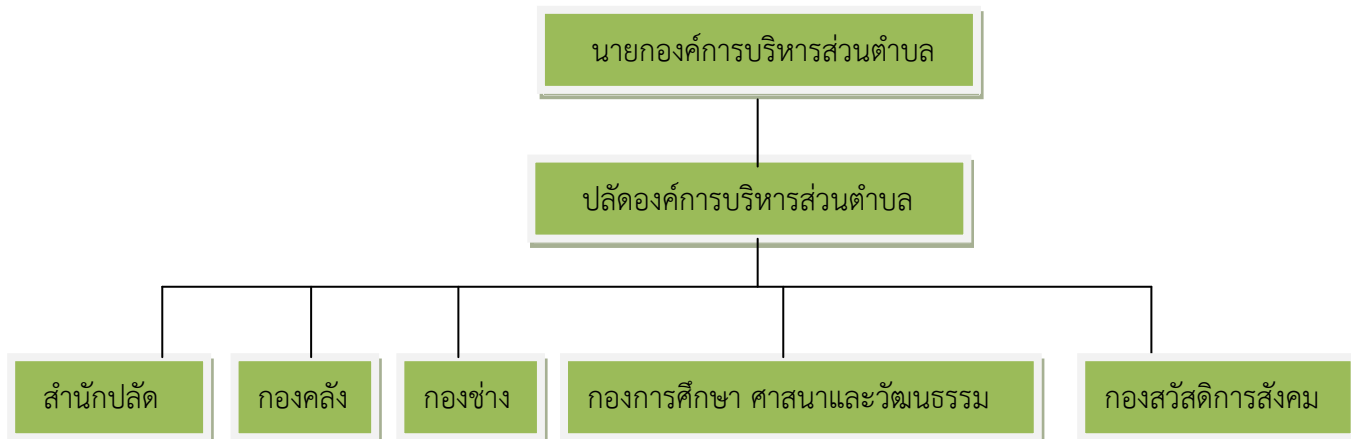 นายกองค์การบริหารส่วนตำบล
ปลัดองค์การบริหารส่วนตำบล
สำนักปลัด
กองคลัง
กองช่าง
กองการศึกษา ศาสนาและวัฒนธรรม
กองสวัสดิการสังคม